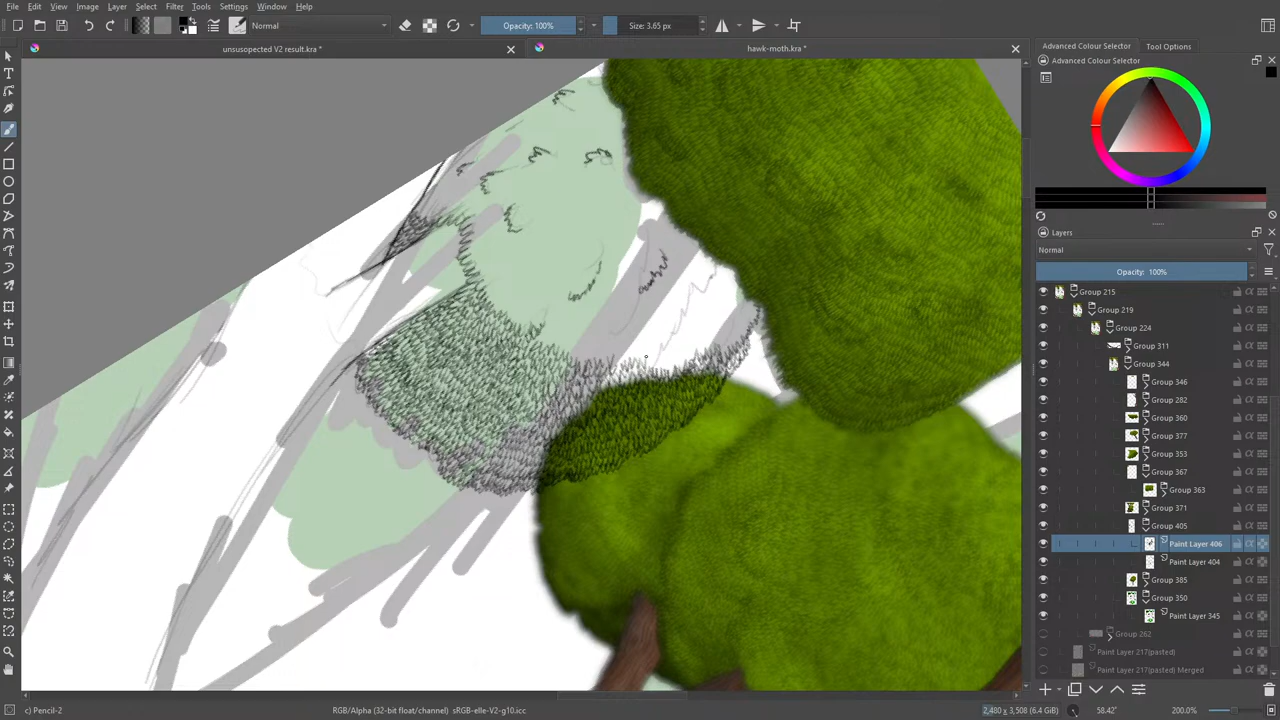 File Edit View Image Layer Select Filter Tools Settings Window Help
Normal Opacity: 100% Size: 3.65 px
unsusopected V2 result.kra * hawk-moth.kra *
Advanced Colour Selector Tool Options
Advanced Colour Selector
Layers
Normal
Opacity: 100%
Group 215
Group 219
Group 224
Group 311
Group 344
Group 346
Group 282
Group 360
Group 377
Group 353
Group 367
Group 363
Group 371
Group 405
Paint Layer 406
Paint Layer 404
Group 385
Group 350
Paint Layer 345
Group 262
Paint Layer 217(pasted)
Paint Layer 217(pasted) Merged
c) Pencil-2 RGB/Alpha (32-bit float/channel) sRGB-elle-V2-g10.icc 2,480 x 3,508 (6.4 GiB) 58.42° 200.0%